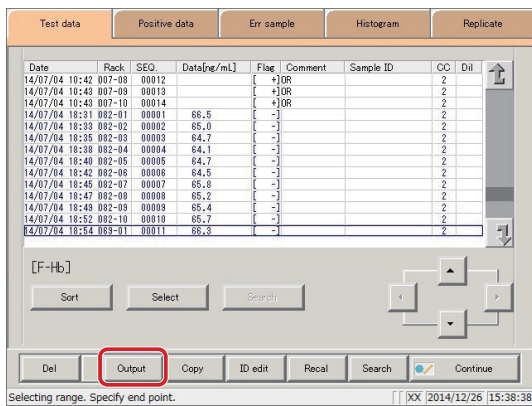 Test data Positive data Err sample Histogram Replicate
Date Rack SEQ. Data[ng/mL] Flag Comment Sample ID CC Dil
14/07/04 10:42 007-08 00012 [ +]OR 2
14/07/04 10:43 007-09 00013 [ +]OR 2
14/07/04 10:43 007-10 00014 [ +]OR 2
14/07/04 18:31 082-01 00001 66.5 [ -] 2
14/07/04 18:33 082-02 00002 65.0 [ -] 2
14/07/04 18:35 082-03 00003 64.7 [ -] 2
14/07/04 18:38 082-04 00004 64.1 [ -] 2
14/07/04 18:40 082-05 00005 64.7 [ -] 2
14/07/04 18:42 082-06 00006 64.5 [ -] 2
14/07/04 18:45 082-07 00007 65.8 [ -] 2
14/07/04 18:47 082-08 00008 65.2 [ -] 2
14/07/04 18:49 082-09 00009 65.4 [ -] 2
14/07/04 18:52 082-10 00010 65.7 [ -] 2
14/07/04 18:54 069-01 00011 66.3 [ -] 2
[F-Hb]
Sort Select Search
Del Output Copy ID edit Recal Search Continue
Selecting range. Specify end point. XX 2014/12/26 15:38:38